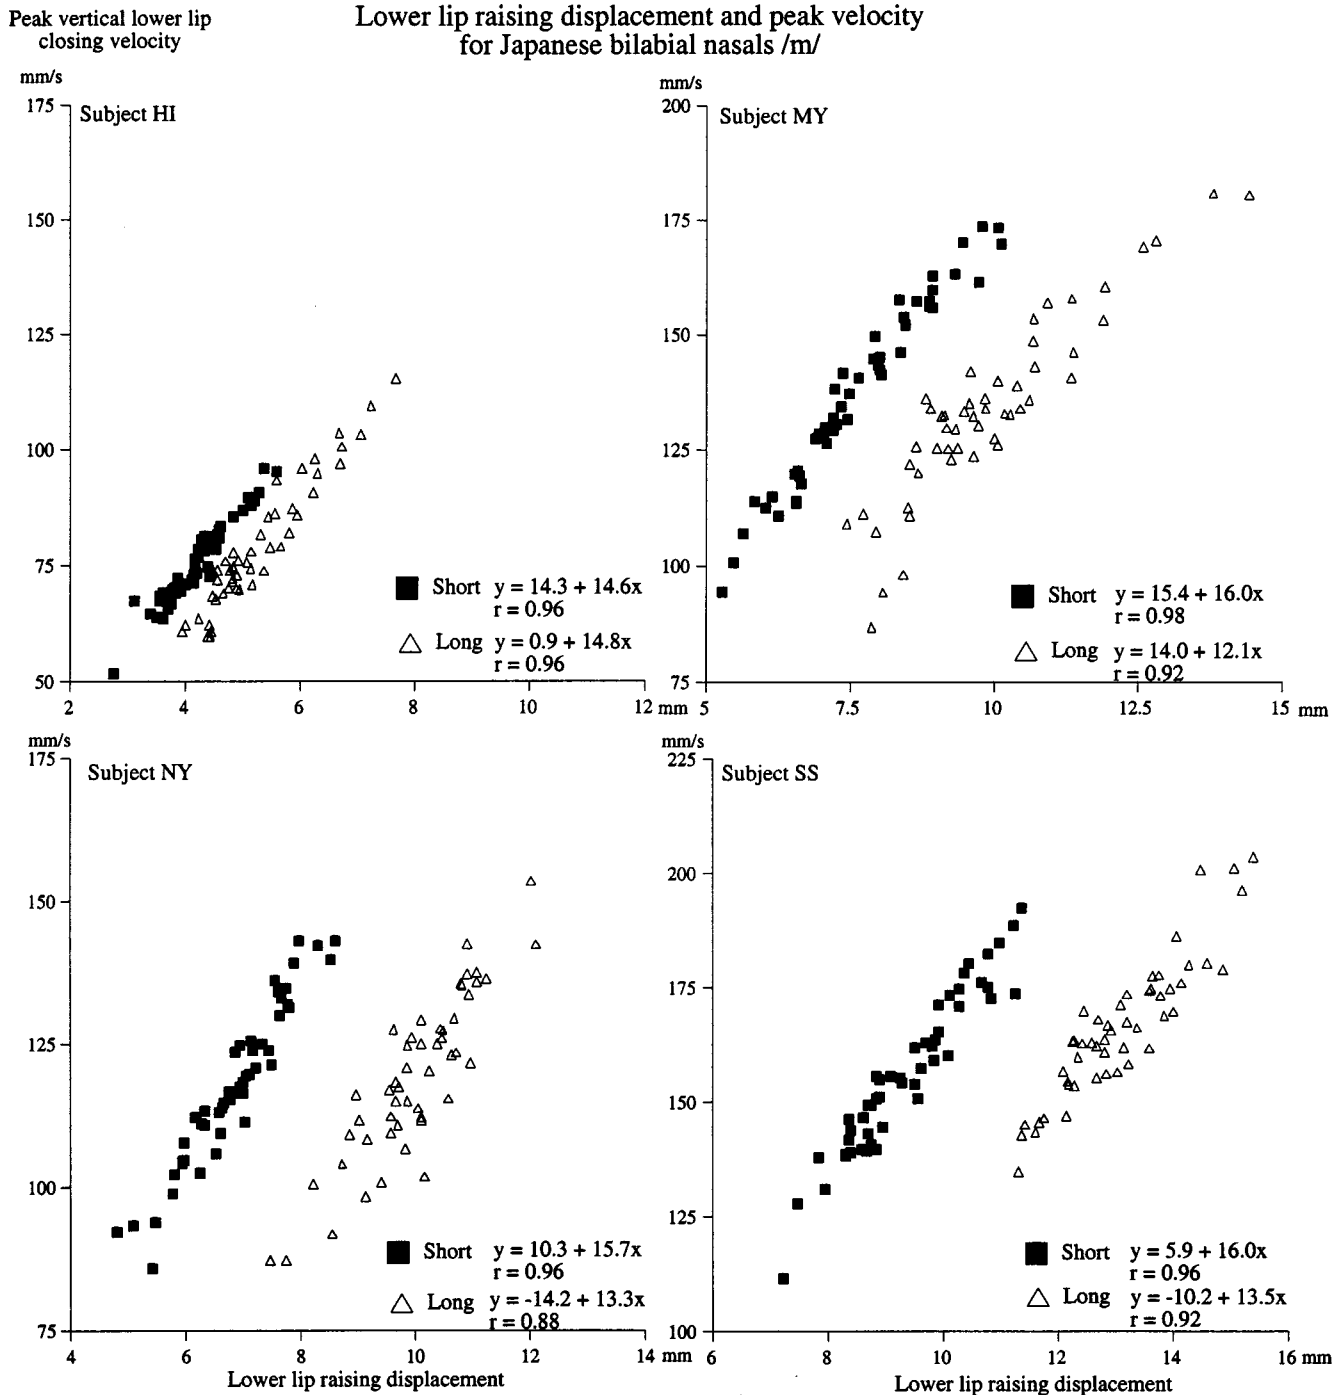 Peak vertical lower lip
closing velocity
Lower lip raising displacement and peak velocity
for Japanese bilabial nasals /m/
mm/s
175
150
125
100
75
50
Subject HI
Short y = 14.3 + 14.6x
r = 0.96
Long y = 0.9 + 14.8x
r = 0.96
2 4 6 8 10 12 mm
mm/s
200
175
150
125
100
75
Subject MY
Short y = 15.4 + 16.0x
r = 0.98
Long y = 14.0 + 12.1x
r = 0.92
5 7.5 10 12.5 15 mm
mm/s
175
150
125
100
75
Subject NY
Short y = 10.3 + 15.7x
r = 0.96
Long y = -14.2 + 13.3x
r = 0.88
4 6 8 10 12 14 mm
Lower lip raising displacement
mm/s
225
200
175
150
125
100
Subject SS
Short y = 5.9 + 16.0x
r = 0.96
Long y = -10.2 + 13.5x
r = 0.92
6 8 10 12 14 16 mm
Lower lip raising displacement